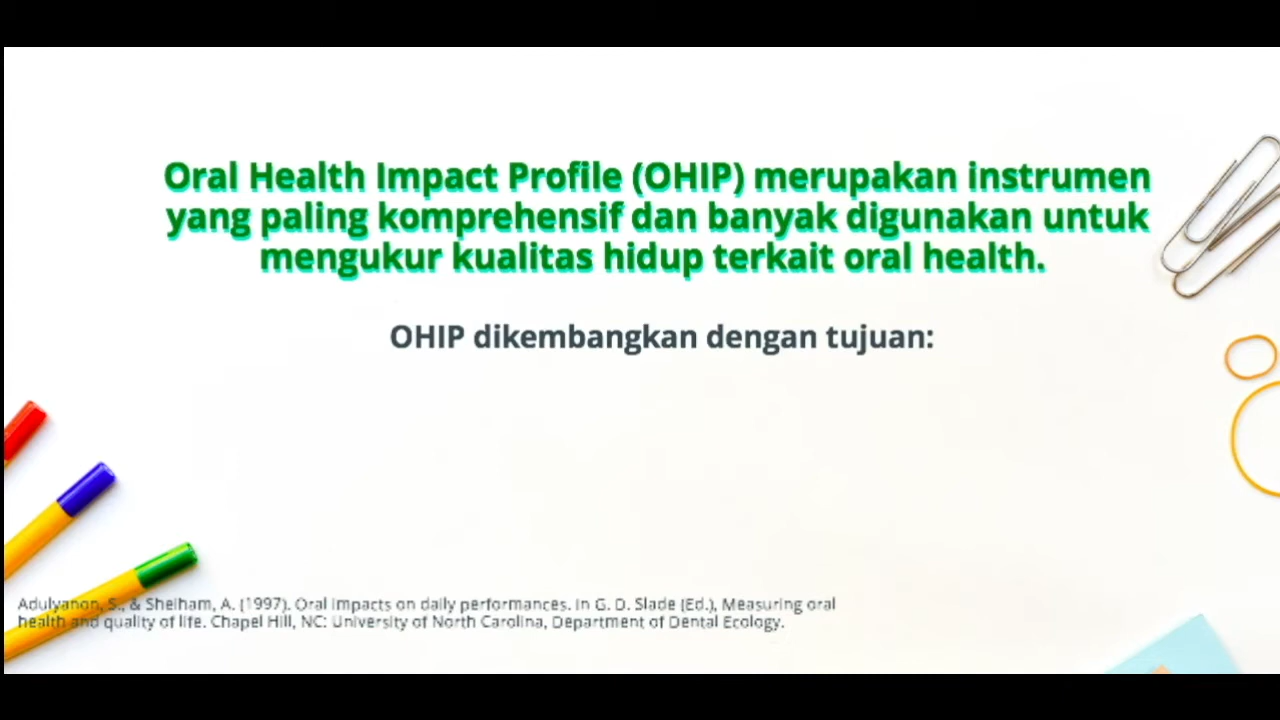 Oral Health Impact Profile (OHIP) merupakan instrumen
yang paling komprehensif dan banyak digunakan untuk
mengukur kualitas hidup terkait oral health.
OHIP dikembangkan dengan tujuan:
Adulyanon, S., & Sheiham, A. (1997). Oral impacts on daily performances. In G. D. Slade (Ed.), Measuring oral
health and quality of life. Chapel Hill, NC: University of North Carolina, Department of Dental Ecology.